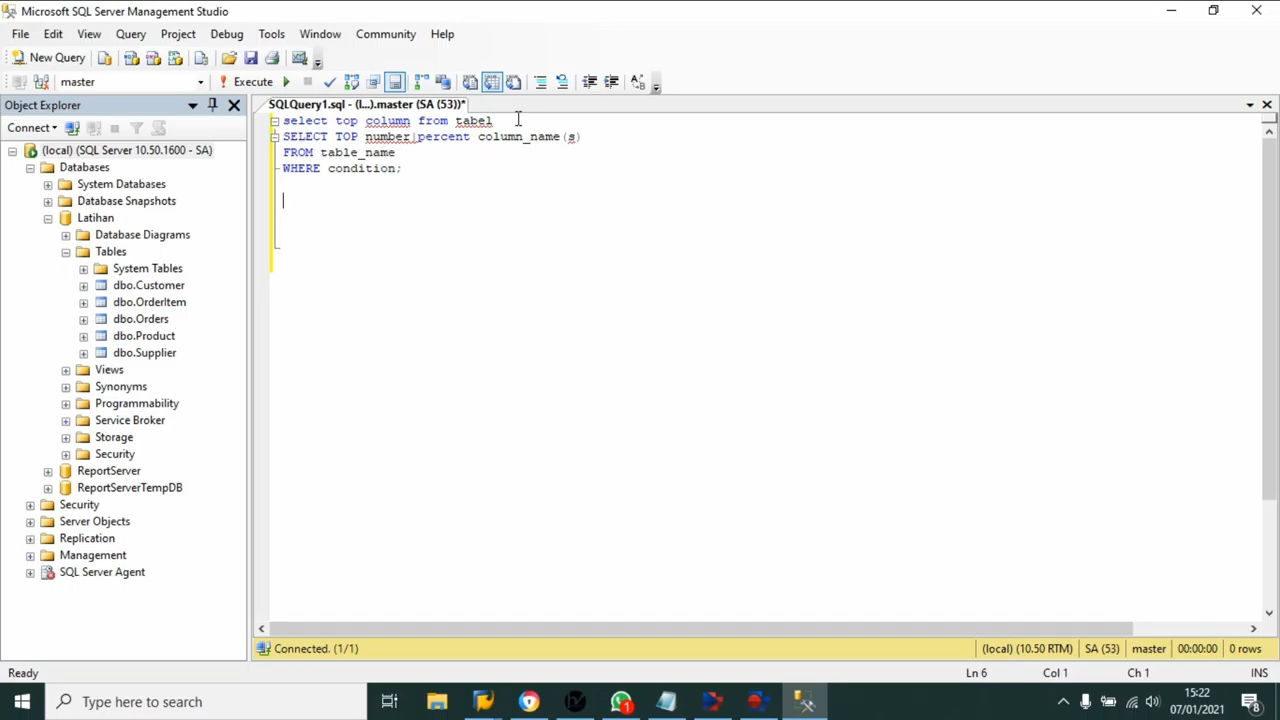 Microsoft SQL Server Management Studio
File Edit View Query Project Debug Tools Window Community Help
New Query
master Execute
Object Explorer
SQLQuery1.sql - (l...).master (SA (53))*
Connect
(local) (SQL Server 10.50.1600 - SA)
Databases
System Databases
Database Snapshots
Latihan
Database Diagrams
Tables
System Tables
dbo.Customer
dbo.OrderItem
dbo.Orders
dbo.Product
dbo.Supplier
Views
Synonyms
Programmability
Service Broker
Storage
Security
ReportServer
ReportServerTempDB
Security
Server Objects
Replication
Management
SQL Server Agent
select top column from tabel
SELECT TOP number|percent column_name(s)
FROM table_name
WHERE condition;
Connected. (1/1) (local) (10.50 RTM) SA (53) master 00:00:00 0 rows
Ready Ln 6 Col 1 Ch 1 INS
Type here to search
1
15:22
07/01/2021
8